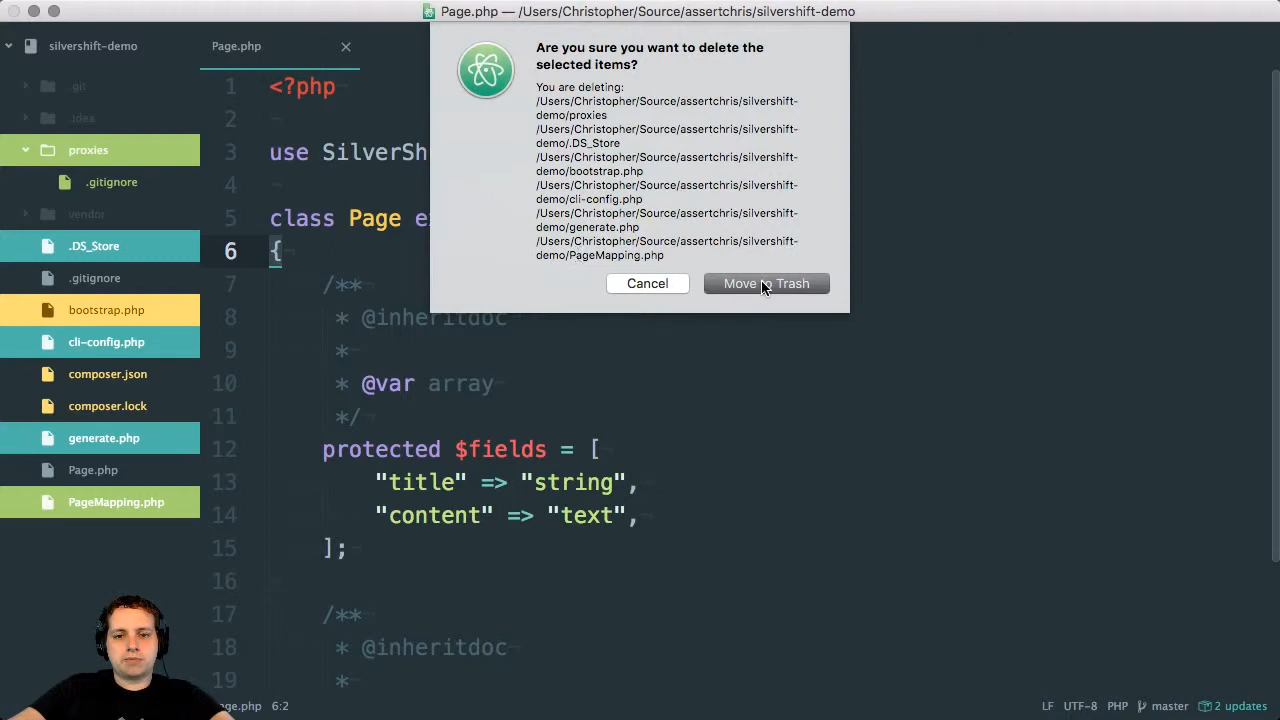 Page.php — /Users/Christopher/Source/assertchris/silvershift-demo
silvershift-demo
.git
.idea
proxies
.gitignore
vendor
.DS_Store
.gitignore
bootstrap.php
cli-config.php
composer.json
composer.lock
generate.php
Page.php
PageMapping.php
Page.php
1 <?php
2
3 use SilverSh
4
5 class Page e
6 {
7 /**
8 * @inheritdoc
9 *
10 * @var array
11 */
12 protected $fields = [
13 "title" => "string",
14 "content" => "text",
15 ];
16
17 /**
18 * @inheritdoc
19 *
Are you sure you want to delete the
selected items?
You are deleting:
/Users/Christopher/Source/assertchris/silvershift-
demo/proxies
/Users/Christopher/Source/assertchris/silvershift-
demo/.DS_Store
/Users/Christopher/Source/assertchris/silvershift-
demo/bootstrap.php
/Users/Christopher/Source/assertchris/silvershift-
demo/cli-config.php
/Users/Christopher/Source/assertchris/silvershift-
demo/generate.php
/Users/Christopher/Source/assertchris/silvershift-
demo/PageMapping.php
Cancel
Move to Trash
ge.php 6:2
LF UTF-8 PHP master 2 updates